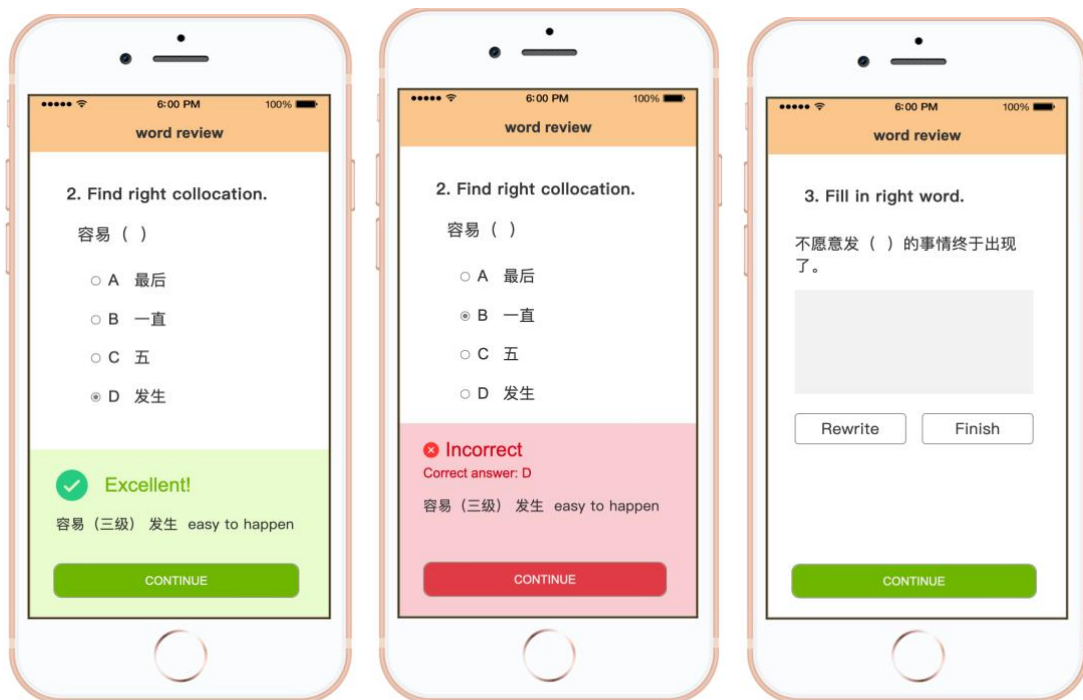 6:00 PM
100%
word review
2. Find right collocation.
容易（ ）
A 最后
B 一直
C 五
D 发生
Excellent!
容易（三级） 发生 easy to happen
CONTINUE
6:00 PM
100%
word review
2. Find right collocation.
容易（ ）
A 最后
B 一直
C 五
D 发生
Incorrect
Correct answer: D
容易（三级） 发生 easy to happen
CONTINUE
6:00 PM
100%
word review
3. Fill in right word.
不愿意发（ ）的事情终于出现
了。
Rewrite
Finish
CONTINUE